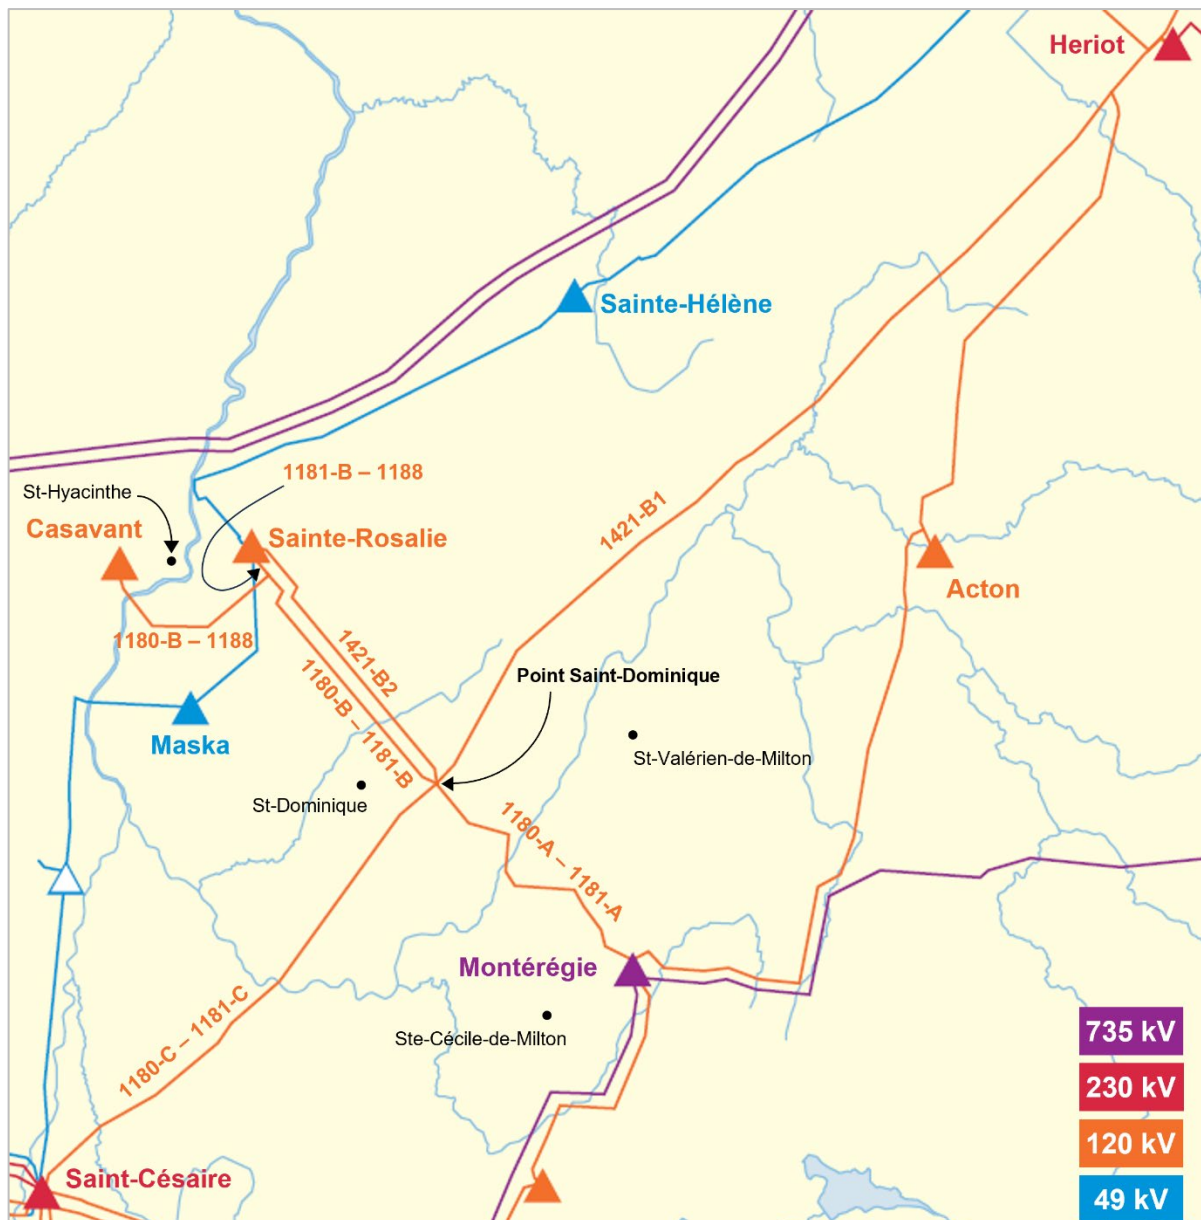 Heriot
Sainte-Hélène
1181-B – 1188
St-Hyacinthe
Casavant
Sainte-Rosalie
1421-B1
Acton
1180-B – 1188
1421-B2
1180-B – 1181-B
Point Saint-Dominique
Maska
St-Valérien-de-Milton
St-Dominique
1180-A – 1181-A
Montérégie
1180-C – 1181-C
Ste-Cécile-de-Milton
735 kV
230 kV
120 kV
49 kV
Saint-Césaire